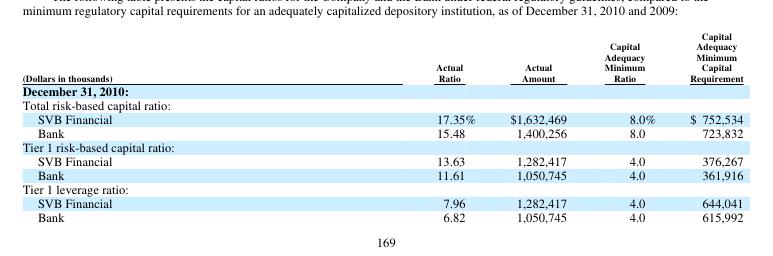 minimum regulatory capital requirements for an adequately capitalized depository institution, as of December 31, 2010 and 2009:
(Dollars in thousands) Actual Ratio Actual Amount Capital Adequacy Minimum Ratio Capital Adequacy Minimum Capital Requirement
December 31, 2010:
Total risk-based capital ratio:
SVB Financial 17.35% $1,632,469 8.0% $ 752,534
Bank 15.48 1,400,256 8.0 723,832
Tier 1 risk-based capital ratio:
SVB Financial 13.63 1,282,417 4.0 376,267
Bank 11.61 1,050,745 4.0 361,916
Tier 1 leverage ratio:
SVB Financial 7.96 1,282,417 4.0 644,041
Bank 6.82 1,050,745 4.0 615,992
169